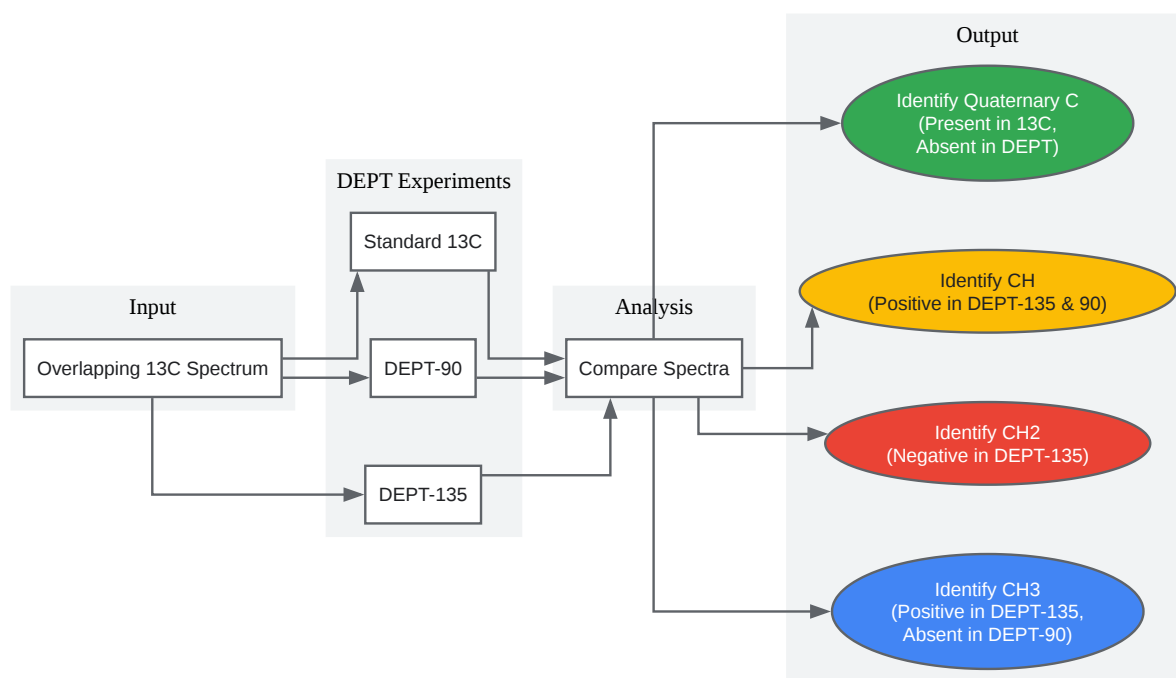 Input
Overlapping 13C Spectrum
DEPT Experiments
Standard 13C
DEPT-90
DEPT-135
Analysis
Compare Spectra
Output
Identify Quaternary C
(Present in 13C,
Absent in DEPT)
Identify CH
(Positive in DEPT-135 & 90)
Identify CH2
(Negative in DEPT-135)
Identify CH3
(Positive in DEPT-135,
Absent in DEPT-90)